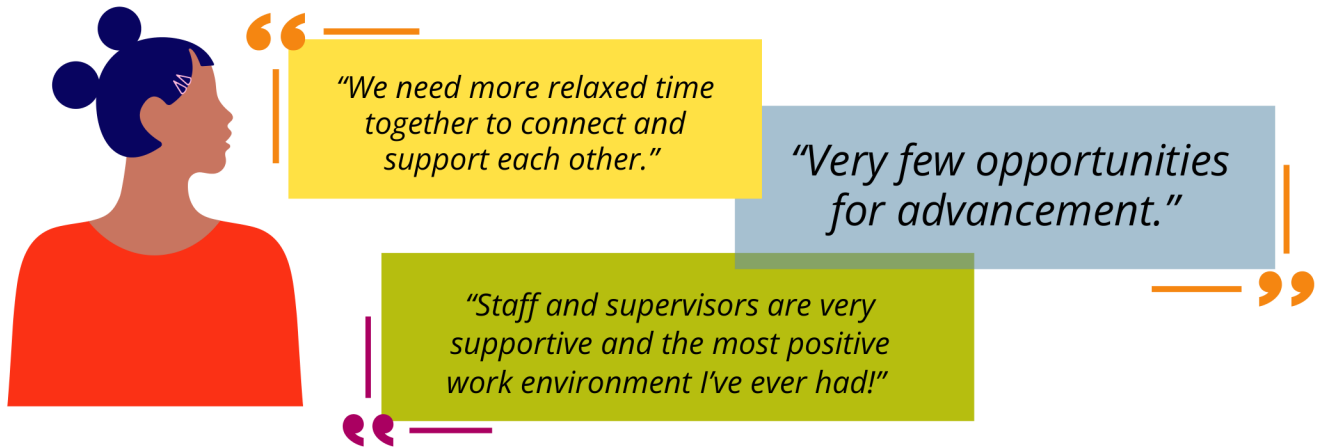 “We need more relaxed time
together to connect and
support each other.”
“Very few opportunities
for advancement.”
“Staff and supervisors are very
supportive and the most positive
work environment I’ve ever had!”